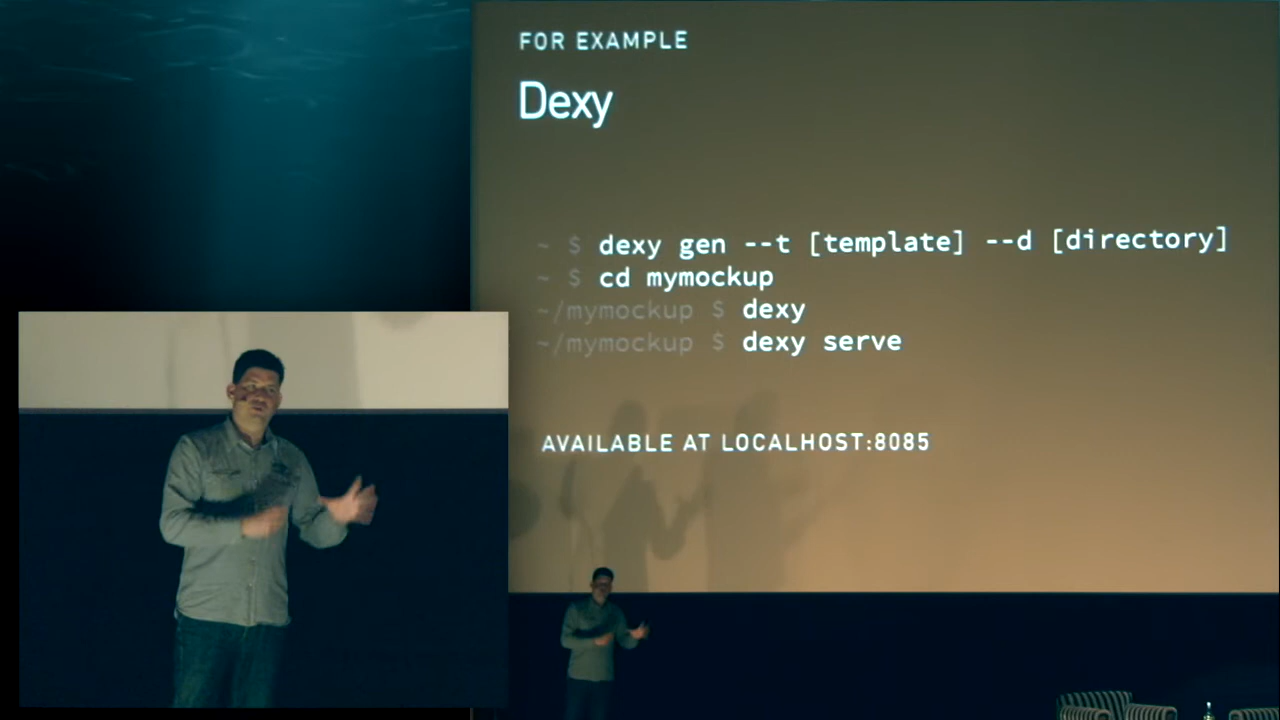 FOR EXAMPLE
Dexy
~ $ dexy gen --t [template] --d [directory]
~ $ cd mymockup
~/mymockup $ dexy
~/mymockup $ dexy serve
AVAILABLE AT LOCALHOST:8085